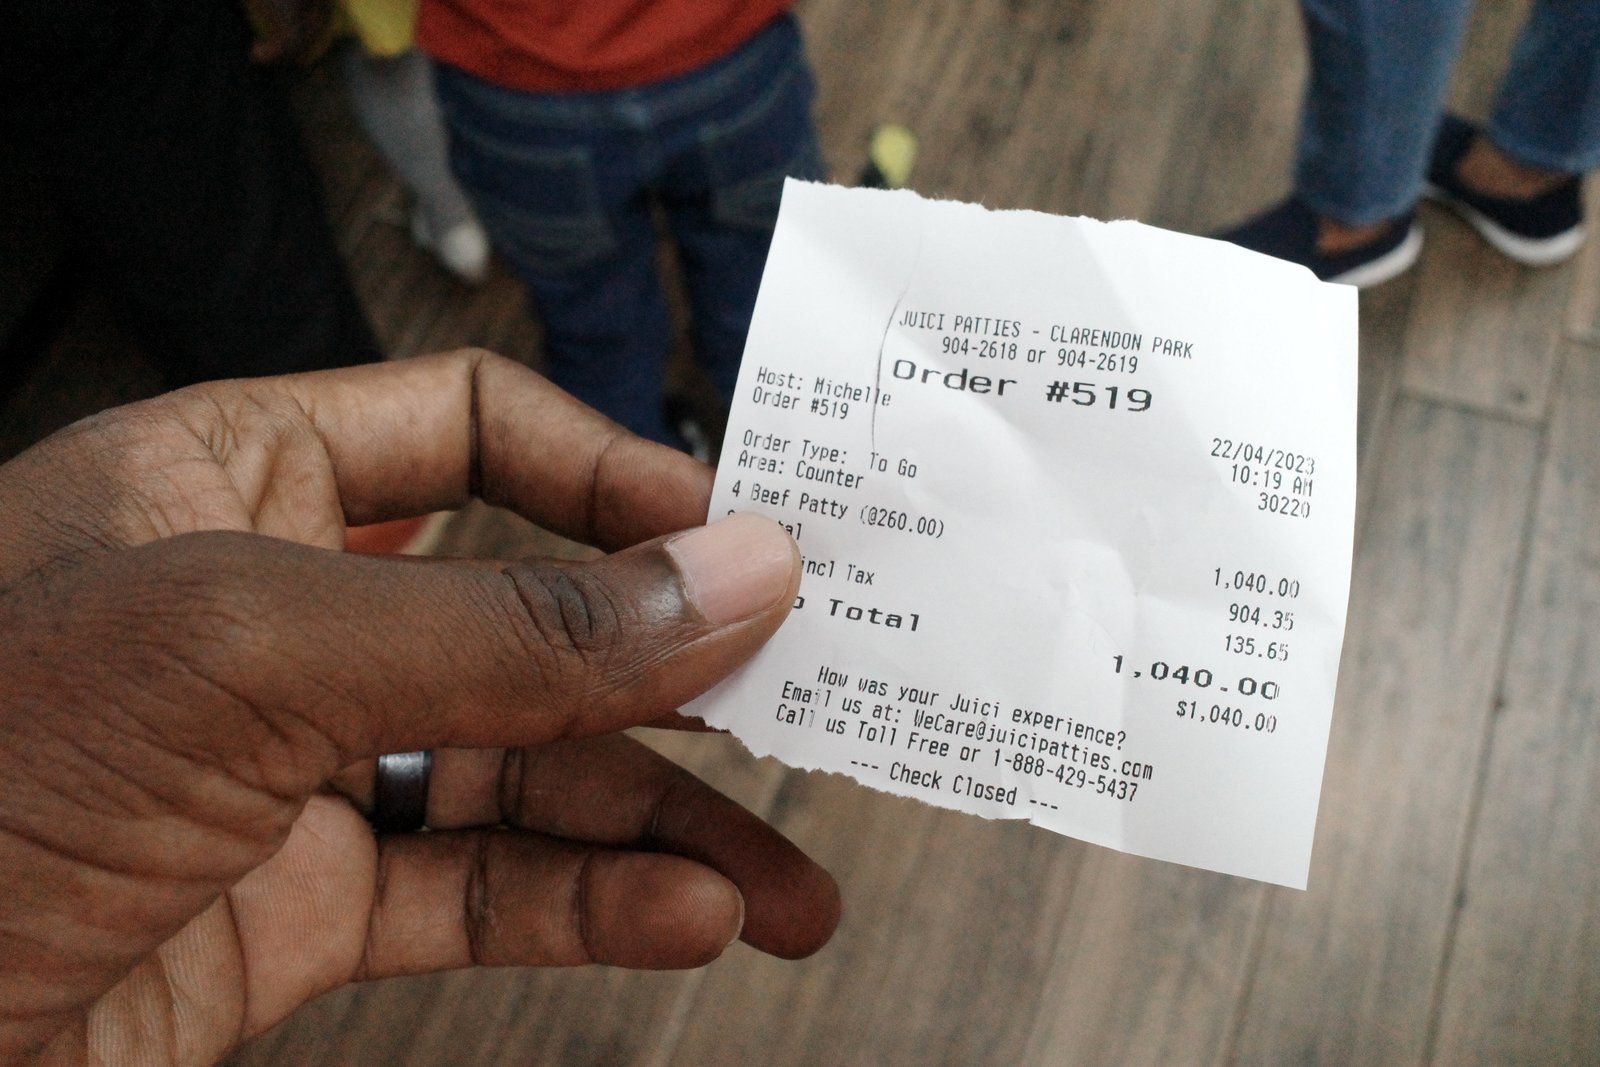 JUICI PATTIES - CLARENDON PARK
904-2618 or 904-2619
Order #519
Host: Michelle
Order #519
22/04/2023
10:19 AM
30220
Order Type: To Go
Area: Counter
4 Beef Patty (@260.00) 1,040.00
904.35
incl Tax 135.65
Total 1,040.00
$1,040.00
How was your Juici experience?
Email us at: WeCare@juicipatties.com
Call us Toll Free or 1-888-429-5437
--- Check Closed ---